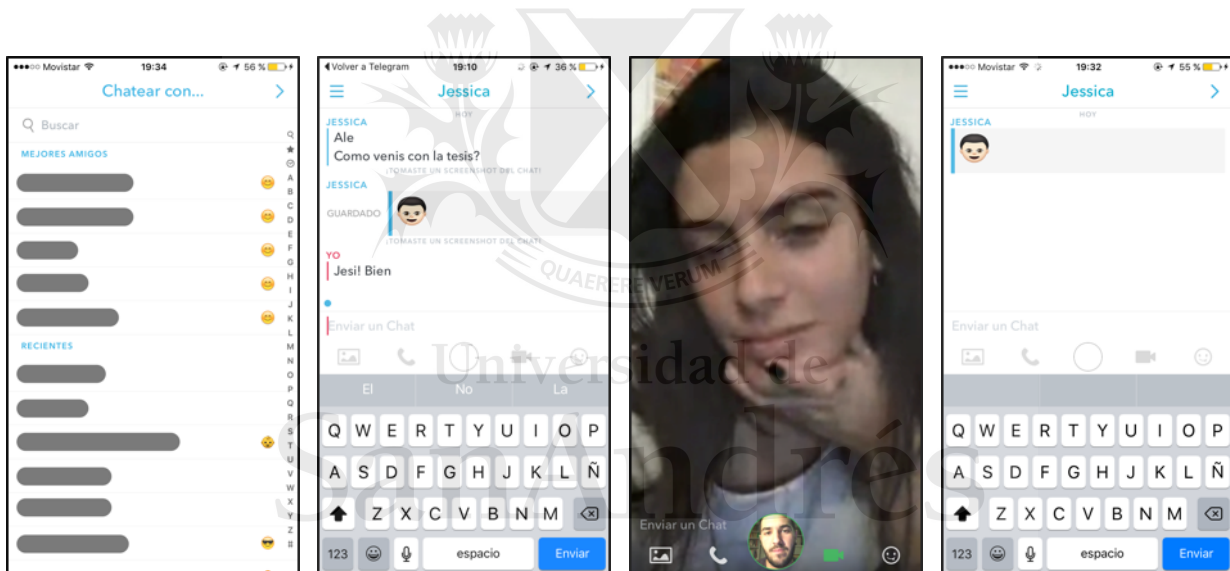 Movistar 19:34 56 %
Chatear con...
Buscar
MEJORES AMIGOS
RECIENTES
A
B
C
D
E
F
G
H
I
J
K
L
M
N
O
P
Q
R
S
T
U
V
W
X
Y
Z
#
Volver a Telegram 19:10 36 %
Jessica
HOY
JESSICA
Ale
Como venis con la tesis?
¡TOMASTE UN SCREENSHOT DEL CHAT!
JESSICA
GUARDADO
¡TOMASTE UN SCREENSHOT DEL CHAT!
YO
Jesi! Bien
Enviar un Chat
El No La
Q W E R T Y U I O P
A S D F G H J K L Ñ
Z X C V B N M
123 espacio Enviar
Enviar un Chat
Movistar 19:32 55 %
Jessica
HOY
JESSICA
Enviar un Chat
Q W E R T Y U I O P
A S D F G H J K L Ñ
Z X C V B N M
123 espacio Enviar
QUAERERE VERUM
Universidad de
SanAndrés